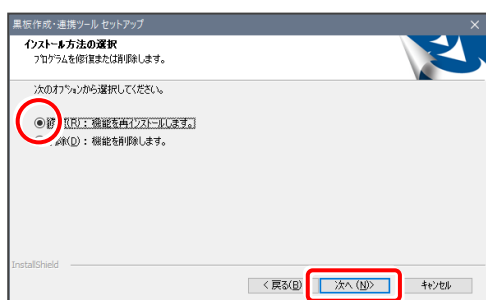 黒板作成・連携ツール セットアップ
インストール方法の選択
プログラムを修復または削除します。
次のオプションから選択してください。
(R)：機能を再インストールします。
除(D)：機能を削除します。
InstallShield
< 戻る(B)
次へ(N)>
キャンセル